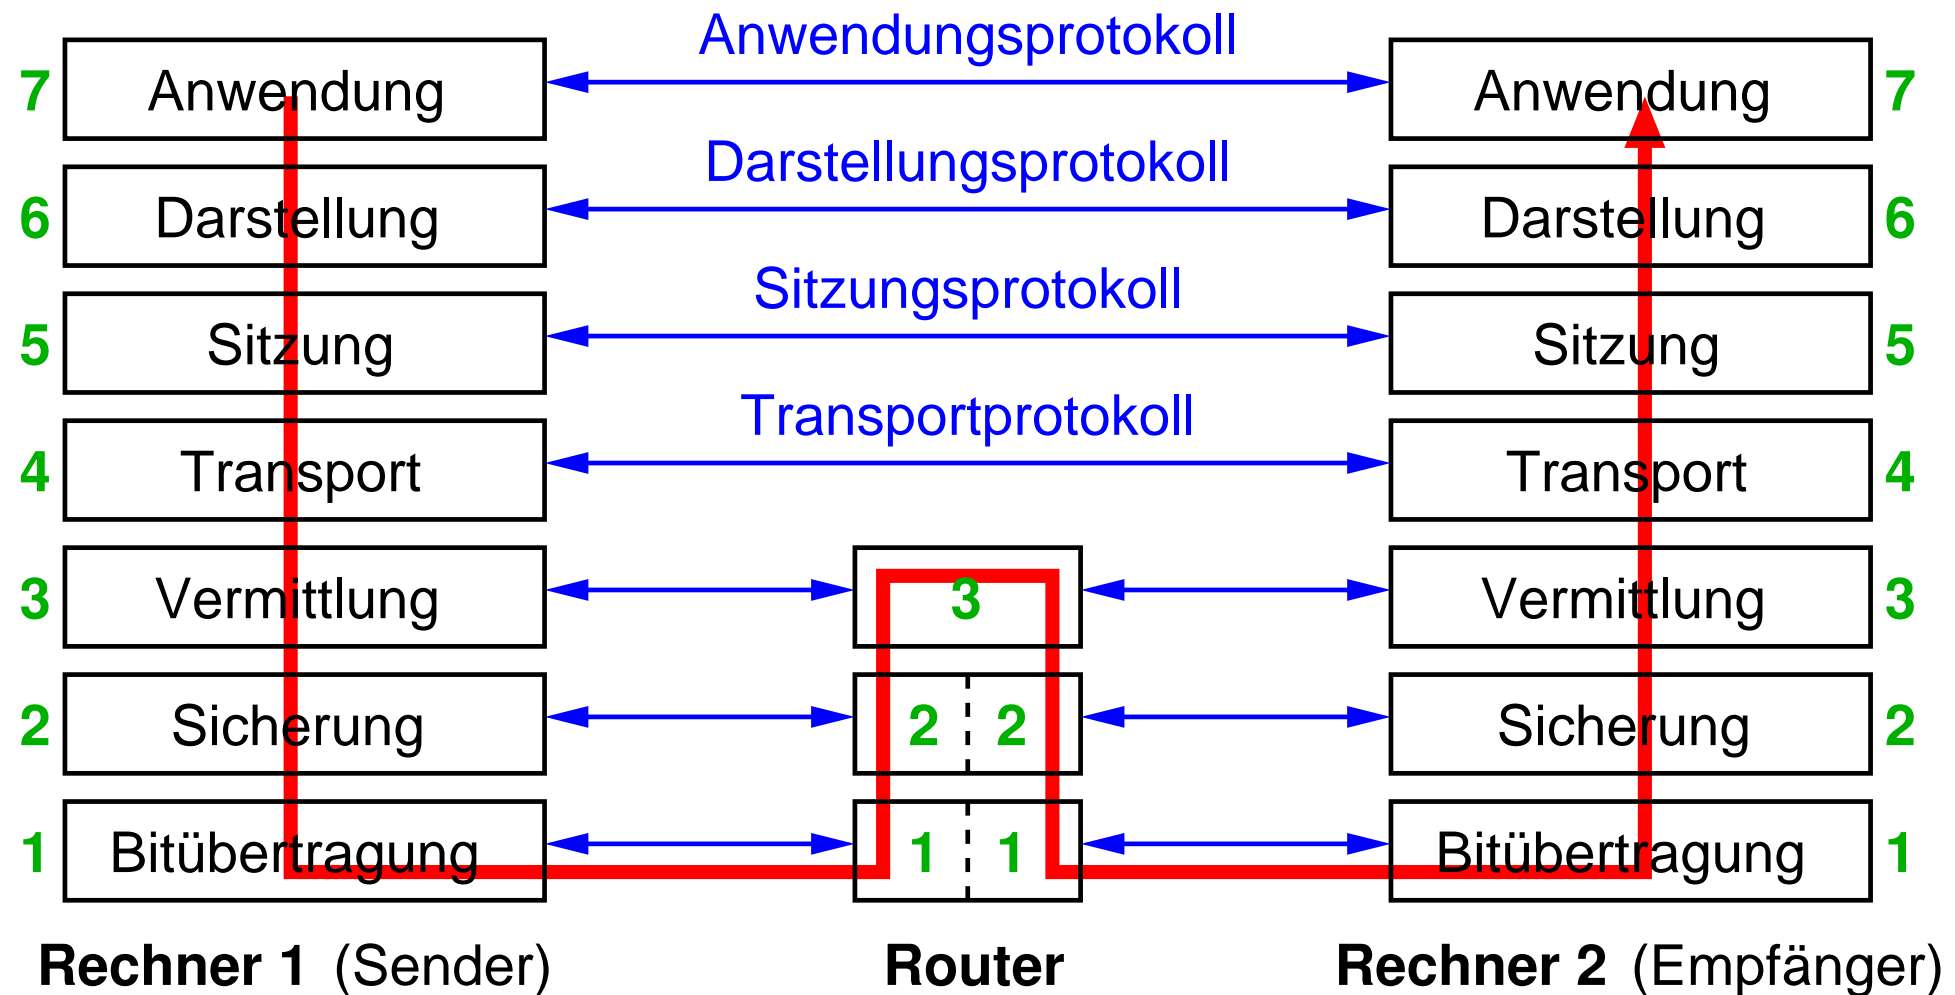 Anwendungsprotokoll
7 Anwendung Anwendung 7
Darstellungsprotokoll
6 Darstellung Darstellung 6
Sitzungsprotokoll
5 Sitzung Sitzung 5
Transportprotokoll
4 Transport Transport 4
3 Vermittlung 3 Vermittlung 3
2 Sicherung 2 2 Sicherung 2
1 Bitübertragung 1 1 Bitübertragung 1
Rechner 1 (Sender) Router Rechner 2 (Empfänger)